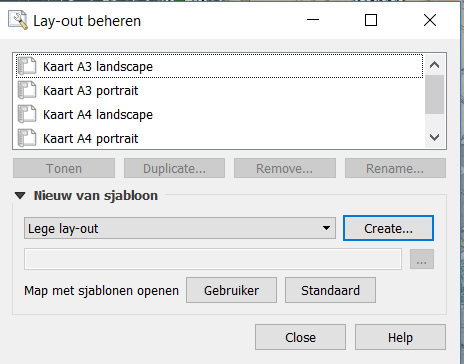 Lay-out beheren
Kaart A3 landscape
Kaart A3 portrait
Kaart A4 landscape
Kaart A4 portrait
Tonen Duplicate... Remove... Rename...
Nieuw van sjabloon
Lege lay-out Create...
...
Map met sjablonen openen Gebruiker Standaard
Close Help